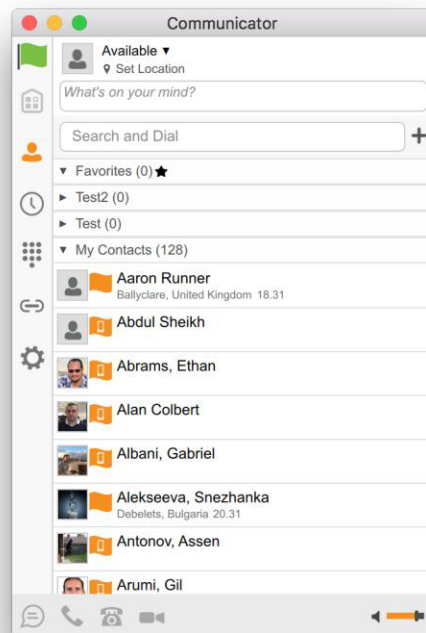 Communicator
Available ▼
Set Location
What's on your mind?
Search and Dial
Favorites (0)
Test2 (0)
Test (0)
My Contacts (128)
Aaron Runner
Ballyclare, United Kingdom 18.31
Abdul Sheikh
Abrams, Ethan
Alan Colbert
Albani, Gabriel
Alekseeva, Snezhanka
Debelets, Bulgaria 20.31
Antonov, Assen
Arumi, Gil